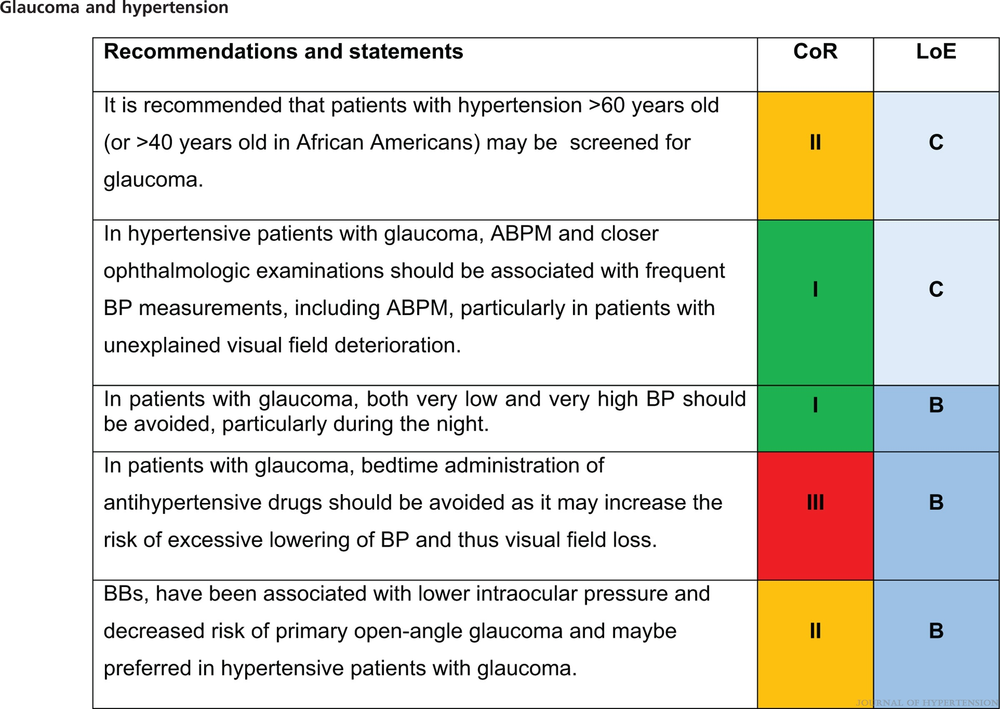 Glaucoma and hypertension
Recommendations and statements CoR LoE
It is recommended that patients with hypertension >60 years old
(or >40 years old in African Americans) may be screened for
glaucoma.
II C
In hypertensive patients with glaucoma, ABPM and closer
ophthalmologic examinations should be associated with frequent
BP measurements, including ABPM, particularly in patients with
unexplained visual field deterioration.
I C
In patients with glaucoma, both very low and very high BP should
be avoided, particularly during the night.
I B
In patients with glaucoma, bedtime administration of
antihypertensive drugs should be avoided as it may increase the
risk of excessive lowering of BP and thus visual field loss.
III B
BBs, have been associated with lower intraocular pressure and
decreased risk of primary open-angle glaucoma and maybe
preferred in hypertensive patients with glaucoma.
II B
JOURNAL OF HYPERTENSION